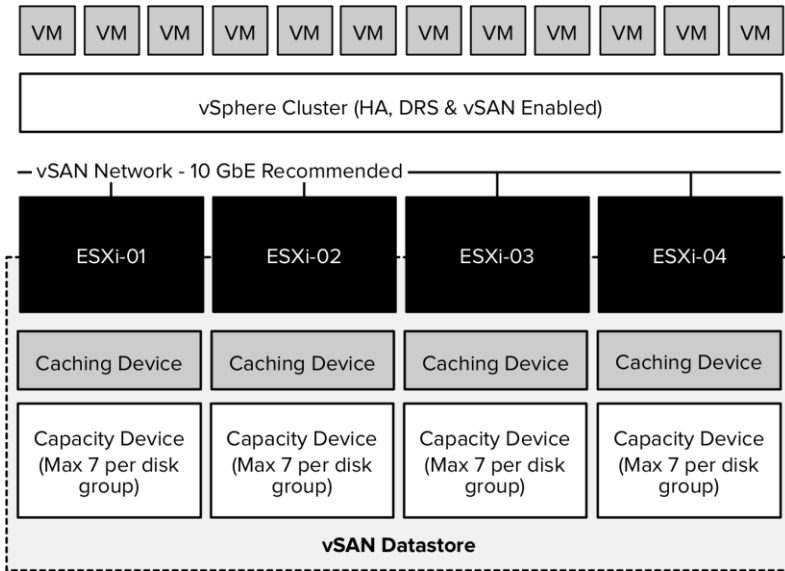 VM VM VM VM VM VM VM VM VM VM VM VM
vSphere Cluster (HA, DRS & vSAN Enabled)
vSAN Network - 10 GbE Recommended
ESXi-01 ESXi-02 ESXi-03 ESXi-04
Caching Device Caching Device Caching Device Caching Device
Capacity Device Capacity Device Capacity Device Capacity Device
(Max 7 per disk (Max 7 per disk (Max 7 per disk (Max 7 per disk
group) group) group) group)
vSAN Datastore